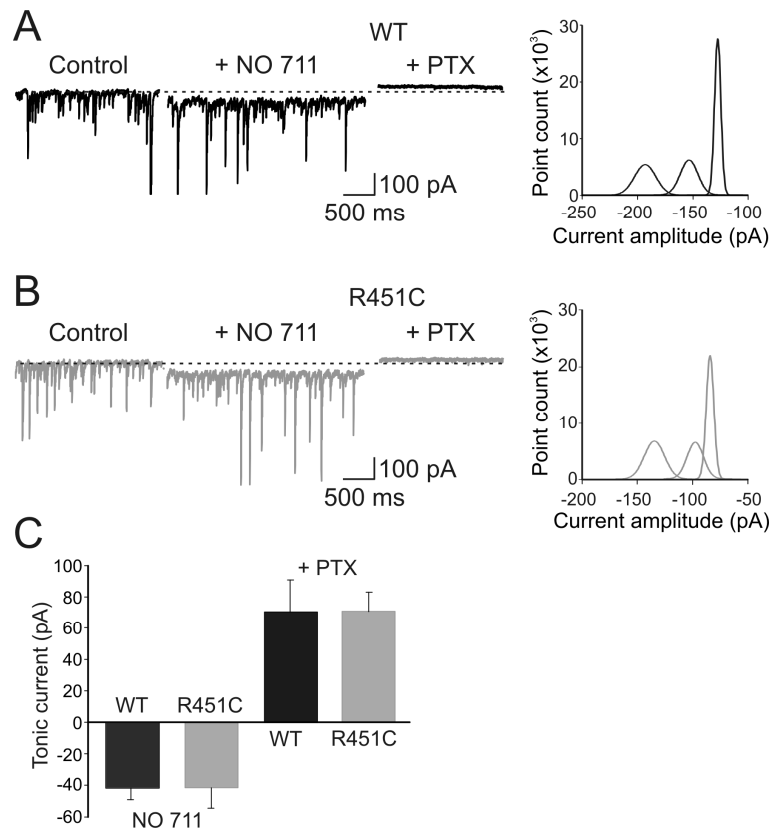 A
WT
Control
+ NO 711
+ PTX
100 pA
500 ms
Point count (x10³)
30
20
10
0
-250
-200
-150
-100
Current amplitude (pA)
B
R451C
Control
+ NO 711
+ PTX
100 pA
500 ms
Point count (x10³)
30
20
10
0
-200
-150
-100
-50
Current amplitude (pA)
C
Tonic current (pA)
100
80
60
40
20
0
-20
-40
-60
+ PTX
WT
R451C
WT
R451C
NO 711